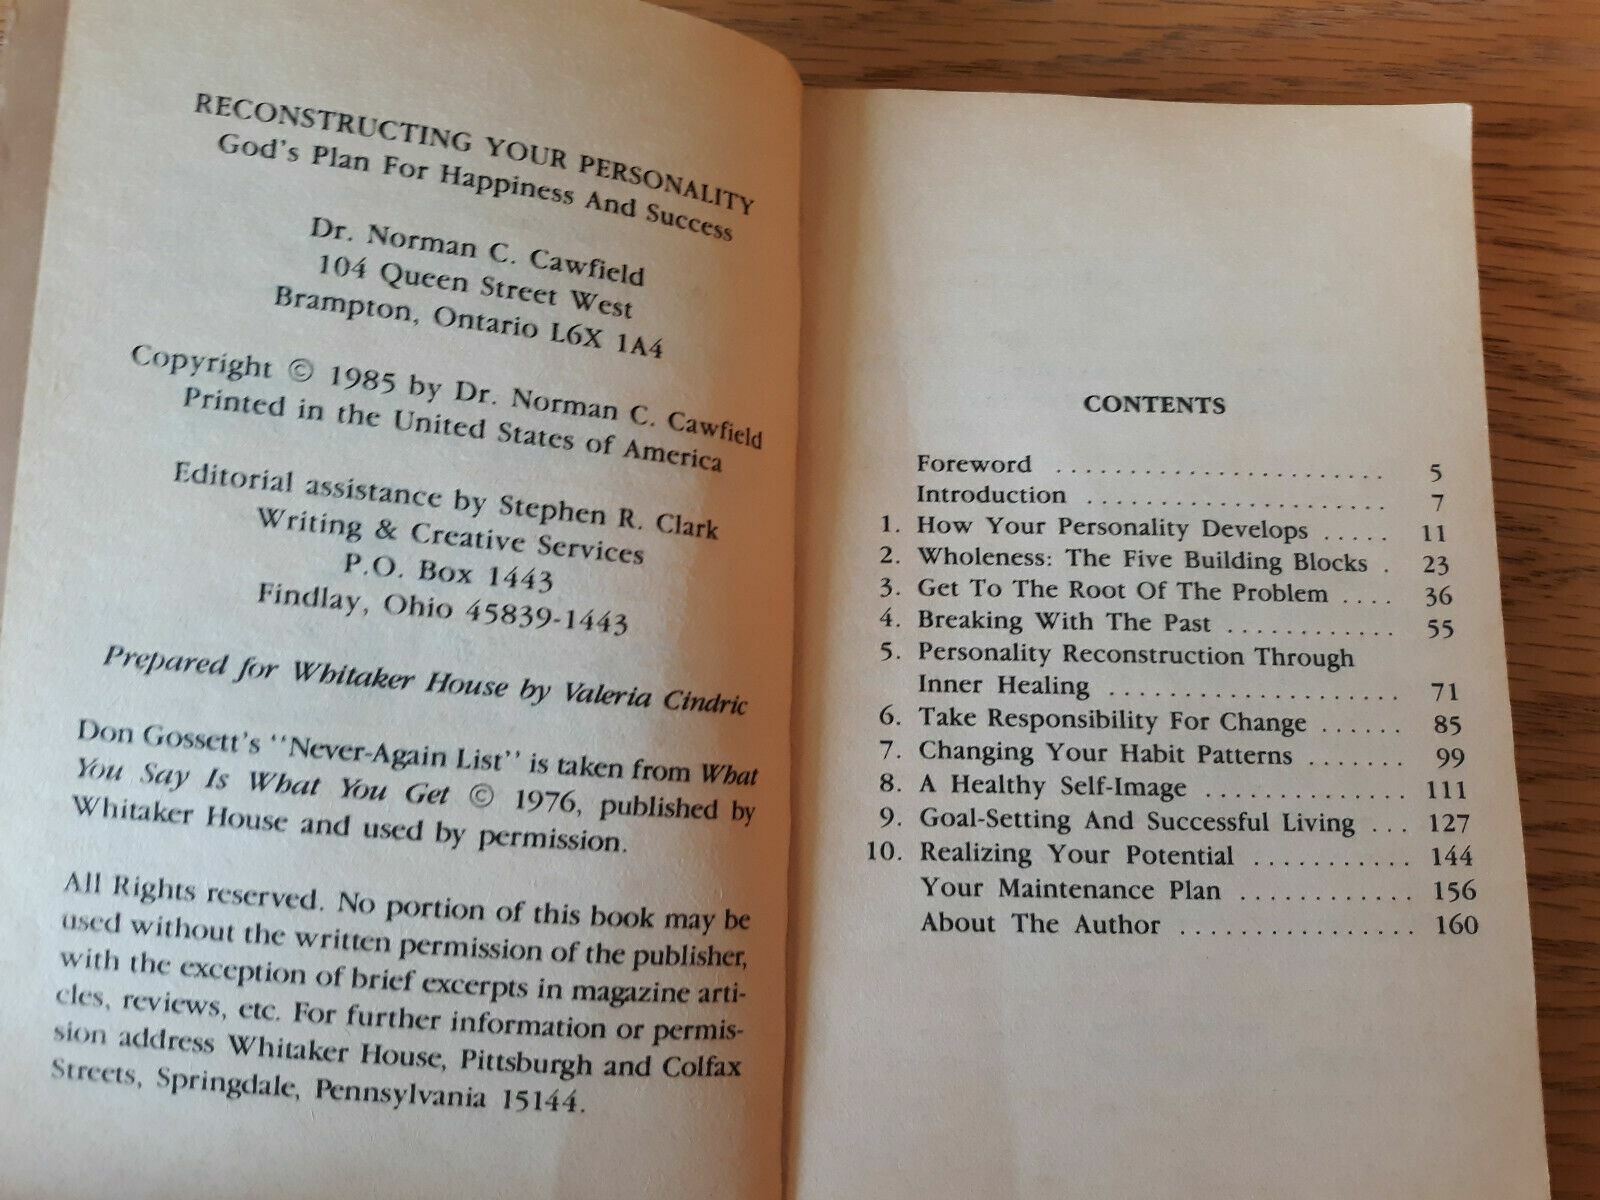 RECONSTRUCTING YOUR PERSONALITY
God's Plan For Happiness And Success
Dr. Norman C. Cawfield
104 Queen Street West
Brampton, Ontario L6X 1A4
Copyright © 1985 by Dr. Norman C. Cawfield
Printed in the United States of America
Editorial assistance by Stephen R. Clark
Writing & Creative Services
P.O. Box 1443
Findlay, Ohio 45839-1443
Prepared for Whitaker House by Valeria Cindric
Don Gossett's "Never-Again List" is taken from What
You Say Is What You Get © 1976, published by
Whitaker House and used by permission.
All Rights reserved. No portion of this book may be
used without the written permission of the publisher,
with the exception of brief excerpts in magazine arti-
cles, reviews, etc. For further information or permis-
sion address Whitaker House, Pittsburgh and Colfax
Streets, Springdale, Pennsylvania 15144.
CONTENTS
Foreword ....................... 5
Introduction ..................... 7
1. How Your Personality Develops ..... 11
2. Wholeness: The Five Building Blocks . 23
3. Get To The Root Of The Problem .... 36
4. Breaking With The Past ............ 55
5. Personality Reconstruction Through
Inner Healing .................... 71
6. Take Responsibility For Change ...... 85
7. Changing Your Habit Patterns ....... 99
8. A Healthy Self-Image .............. 111
9. Goal-Setting And Successful Living ... 127
10. Realizing Your Potential ........... 144
Your Maintenance Plan ............ 156
About The Author ................ 160